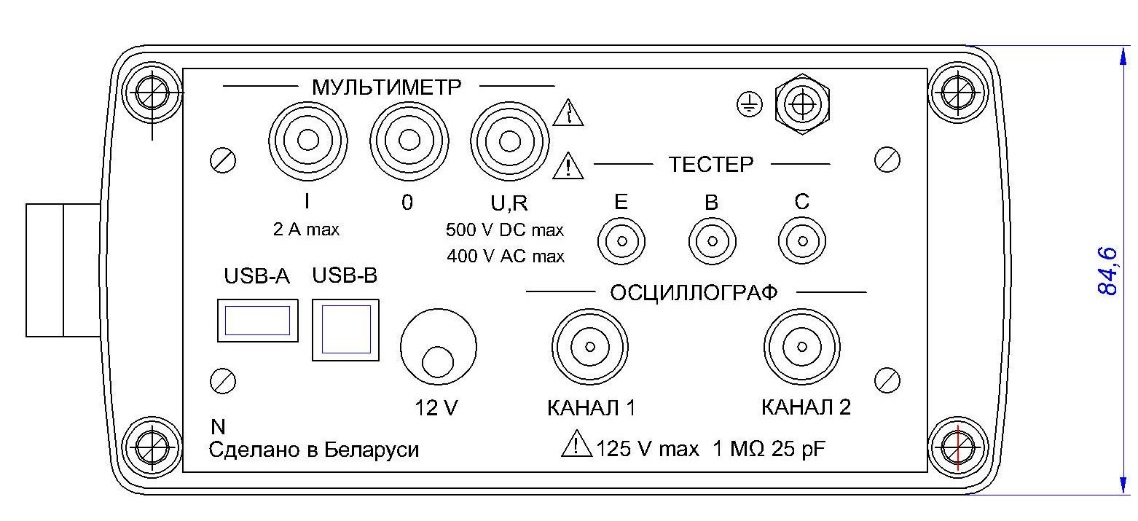 МУЛЬТИМЕТР
ТЕСТЕР
I 0 U,R
E B C
2 A max
500 V DC max
400 V AC max
USB-A USB-B
ОСЦИЛЛОГРАФ
84,6
12 V
КАНАЛ 1
КАНАЛ 2
N
Сделано в Беларуси
125 V max 1 MΩ 25 pF